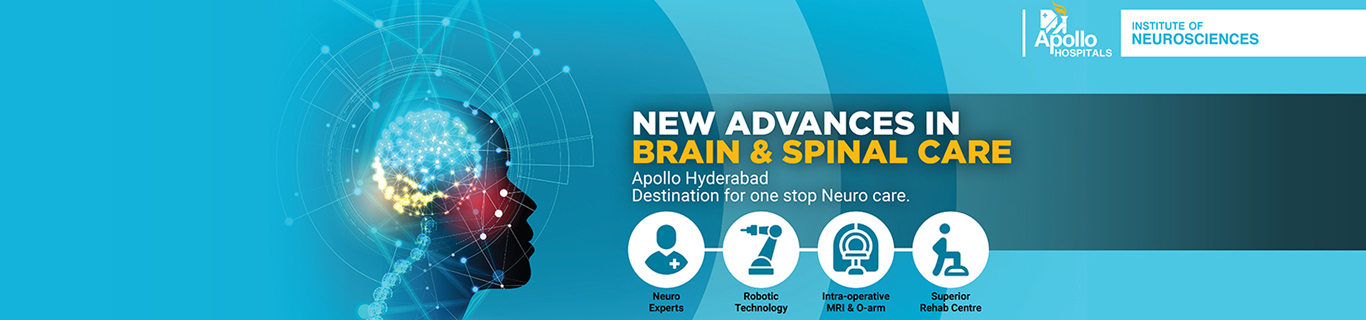 Apollo
HOSPITALS
INSTITUTE OF
NEUROSCIENCES
NEW ADVANCES IN
BRAIN & SPINAL CARE
Apollo Hyderabad
Destination for one stop Neuro care.
Neuro
Experts
Robotic
Technology
Intra-operative
MRI & O-arm
Superior
Rehab Centre